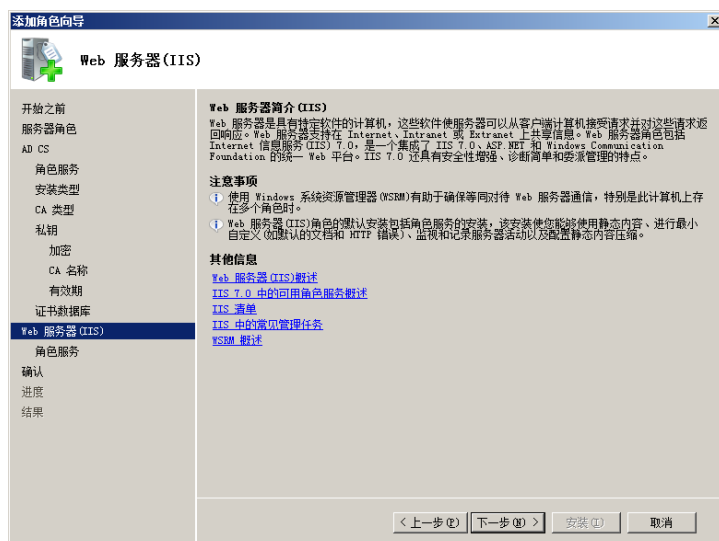 添加角色向导
Web 服务器(IIS)
开始之前
服务器角色
AD CS
角色服务
安装类型
CA 类型
私钥
加密
CA 名称
有效期
证书数据库
Web 服务器(IIS)
角色服务
确认
进度
结果
Web 服务器简介(IIS)
Web 服务器是具有特定软件的计算机，这些软件使服务器可以从客户端计算机接受请求并对这些请求返
回响应。Web 服务器支持在 Internet、Intranet 或 Extranet 上共享信息。Web 服务器角色包括
Internet 信息服务(IIS) 7.0，是一个集成了 IIS 7.0、ASP.NET 和 Windows Communication
Foundation 的统一 Web 平台。IIS 7.0 还具有安全性增强、诊断简单和委派管理的特点。
注意事项
使用 Windows 系统资源管理器(WSRM)有助于确保等同对待 Web 服务器通信，特别是此计算机上存
在多个角色时。
Web 服务器(IIS)角色的默认安装包括角色服务的安装，该安装使您能够使用静态内容、进行最小
自定义(如默认的文档和 HTTP 错误)、监视和记录服务器活动以及配置静态内容压缩。
其他信息
Web 服务器(IIS)概述
IIS 7.0 中的可用角色服务概述
IIS 清单
IIS 中的常见管理任务
WSRM 概述
< 上一步(P) 下一步(N) > 安装(I) 取消